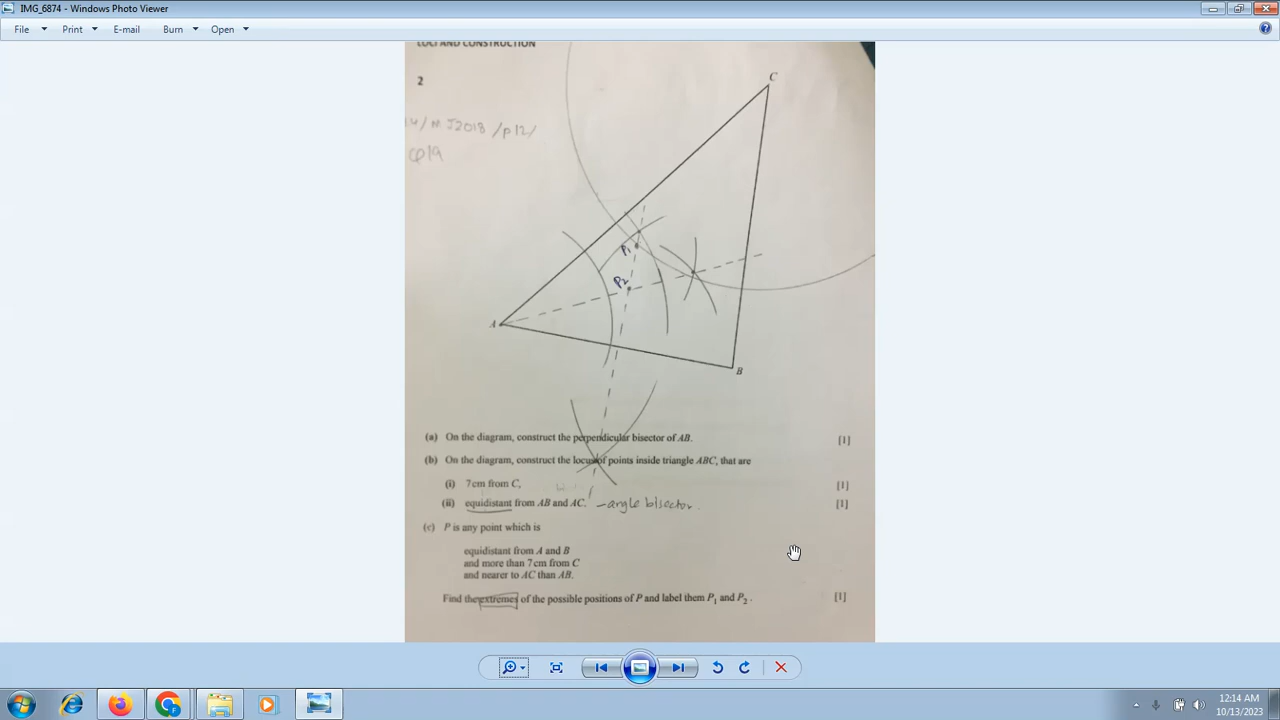 IMG_6874 - Windows Photo Viewer
File Print E-mail Burn Open
LOCI AND CONSTRUCTION
2
C
/MJ2018 /p12/
φ19
P1
P2
A
B
(a) On the diagram, construct the perpendicular bisector of AB. [1]
(b) On the diagram, construct the locus of points inside triangle ABC, that are
(i) 7 cm from C, [1]
(ii) equidistant from AB and AC. -angle bisector. [1]
(c) P is any point which is
equidistant from A and B
and more than 7 cm from C
and nearer to AC than AB.
Find the extremes of the possible positions of P and label them P1 and P2 . [1]
12:14 AM
10/13/2023